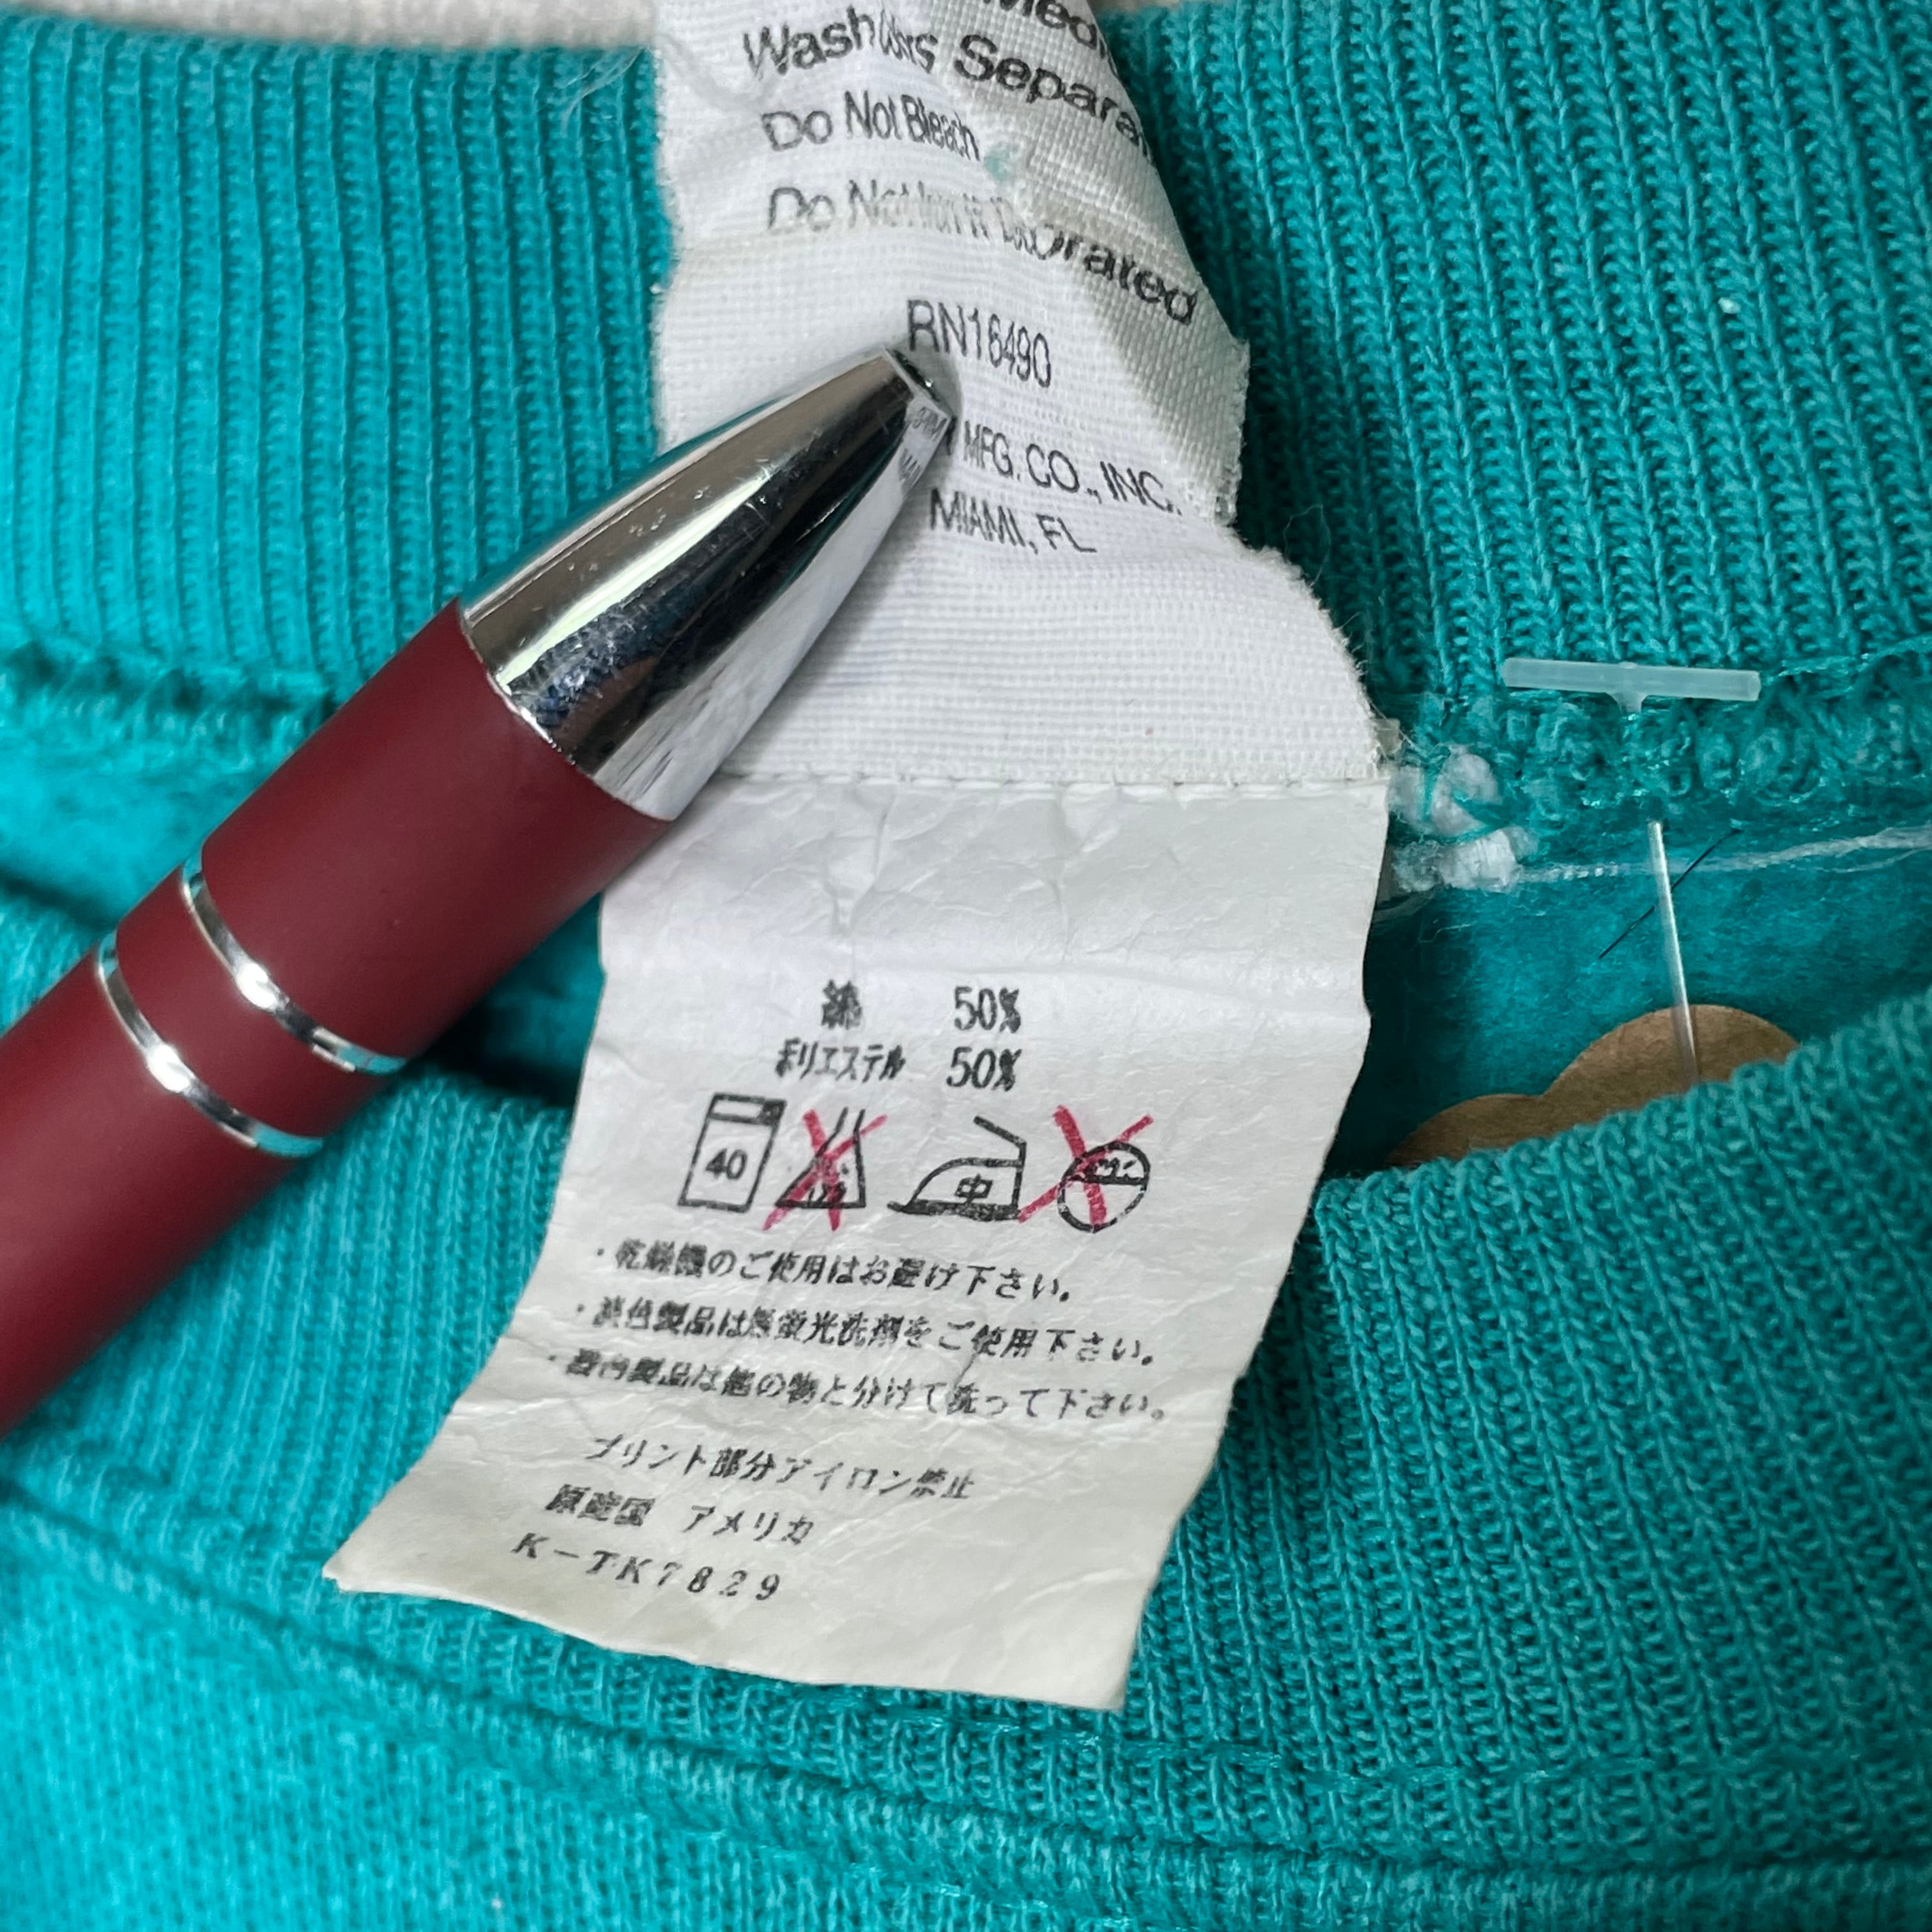 Wash Colors Separa
Do Not Bleach
Do Not Iron If Decorated
RN16490
MFG. CO., INC.
MIAMI, FL
綿 50%
ポリエステル 50%
40
中
・乾燥機のご使用はお避け下さい。
・淡色製品は無蛍光洗剤をご使用下さい。
・濃色製品は他の物と分けて洗って下さい。
プリント部分アイロン禁止
原産国 アメリカ
K-TK7829